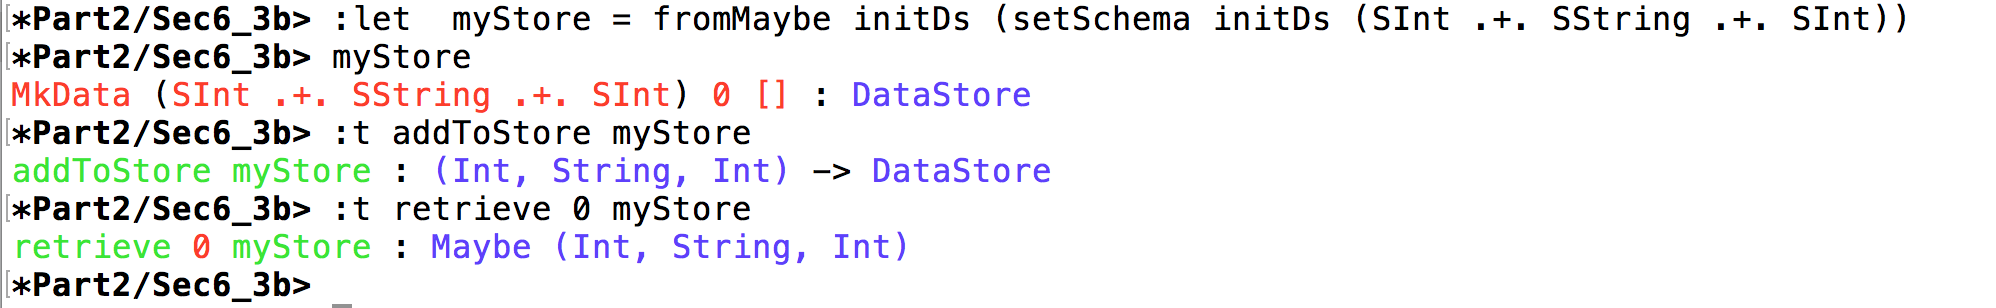 *Part2/Sec6_3b> :let  myStore = fromMaybe initDs (setSchema initDs (SInt .+. SString .+. SInt))
*Part2/Sec6_3b> myStore
MkData (SInt .+. SString .+. SInt) 0 [] : DataStore
*Part2/Sec6_3b> :t addToStore myStore
addToStore myStore : (Int, String, Int) -> DataStore
*Part2/Sec6_3b> :t retrieve 0 myStore
retrieve 0 myStore : Maybe (Int, String, Int)
*Part2/Sec6_3b>